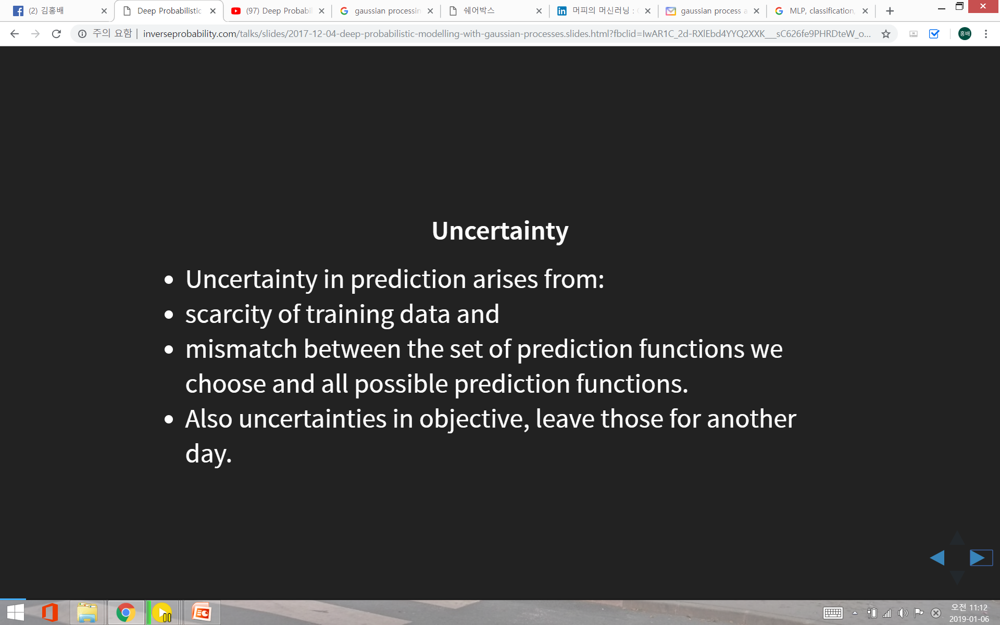 (2) 김홍배
Deep Probabilistic
(97) Deep Probabil
gaussian processin
쉐어박스
머피의 머신러닝 :
gaussian process a
MLP, classification,
주의 요함
inverseprobability.com/talks/slides/2017-12-04-deep-probabilistic-modelling-with-gaussian-processes.slides.html?fbclid=IwAR1C_2d-RXlEbd4YYQ2XXK___sC626fe9PHRDteW_o...
홍배
Uncertainty
• Uncertainty in prediction arises from:
• scarcity of training data and
• mismatch between the set of prediction functions we
choose and all possible prediction functions.
• Also uncertainties in objective, leave those for another
day.
오전 11:12
2019-01-06